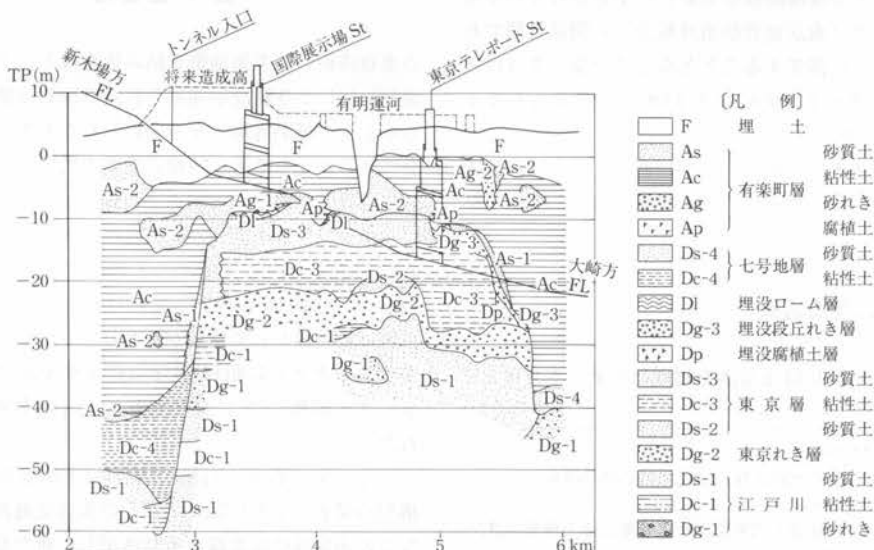 トンネル入口
新木場方
FL
国際展示場St
東京テレポートSt
TP(m)
将来造成高
有明運河
10
0
-10
-20
-30
-40
-50
-60
2
3
4
5
6 km
F
F
F
As-2
Ac
Ag-2
Ac
As-2
Ag-1
Ap
As-2
Ap
As-2
Dl
Dl
Ds-3
Dg-3
As-1
Dc-3
Ds-2
大崎方
FL
Ac
Ac
Dg-2
Dc-3
Dp
Dg-3
As-1
Dg-2
As-2
Dc-1
Dc-1
Dg-1
Dg-1
Ds-1
As-2
Ds-1
Ds-4
Dc-4
Dc-1
Dg-1
Ds-1
Dc-1
Ds-1
〔凡 例〕
F 埋 土
As 砂質土
Ac 粘性土
有楽町層
Ag 砂れき
Ap 腐植土
Ds-4 砂質土
七号地層
Dc-4 粘性土
Dl 埋没ローム層
Dg-3 埋没段丘れき層
Dp 埋没腐植土層
Ds-3 砂質土
Dc-3 東 京 層 粘性土
Ds-2 砂質土
Dg-2 東京れき層
Ds-1 砂質土
Dc-1 江 戸 川 粘性土
Dg-1 砂れき